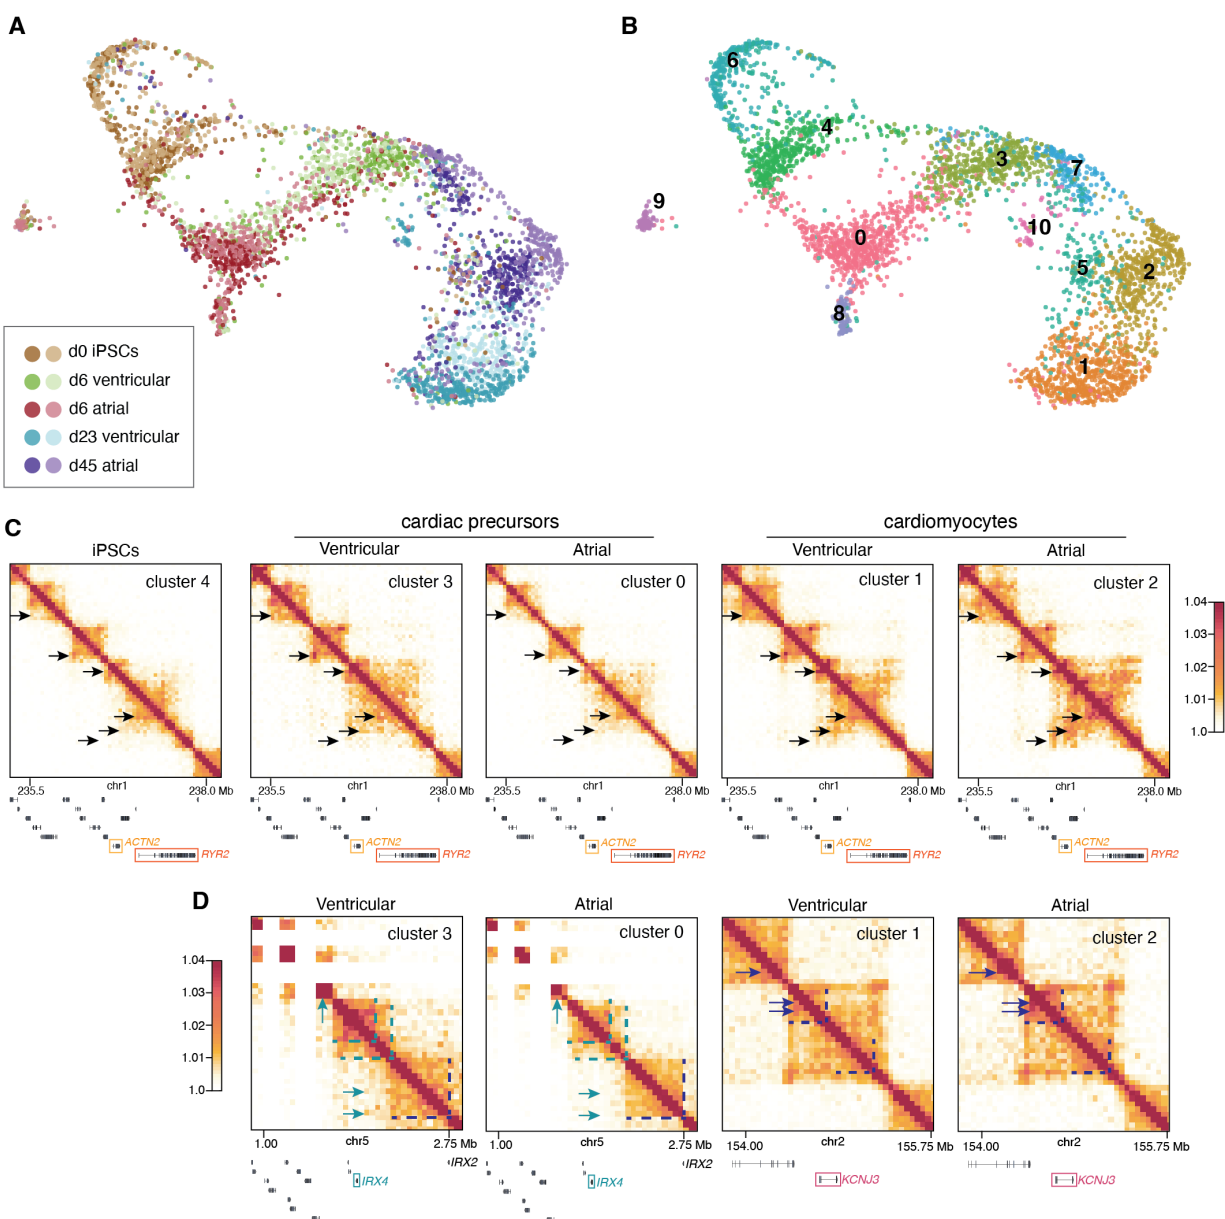 A
B
6
4
3
7
9
0
10
5
2
8
1
d0 iPSCs
d6 ventricular
d6 atrial
d23 ventricular
d45 atrial
C
cardiac precursors
cardiomyocytes
iPSCs
Ventricular
Atrial
Ventricular
Atrial
cluster 4
cluster 3
cluster 0
cluster 1
cluster 2
1.04
1.03
1.02
1.01
1.0
235.5 chr1 238.0 Mb
235.5 chr1 238.0 Mb
235.5 chr1 238.0 Mb
235.5 chr1 238.0 Mb
235.5 chr1 238.0 Mb
ACTN2
ACTN2
ACTN2
ACTN2
ACTN2
RYR2
RYR2
RYR2
RYR2
RYR2
D
Ventricular
Atrial
Ventricular
Atrial
cluster 3
cluster 0
cluster 1
cluster 2
1.04
1.03
1.02
1.01
1.0
1.00 chr5 2.75 Mb
1.00 chr5 2.75 Mb
154.00 chr2 155.75 Mb
154.00 chr2 155.75 Mb
IRX2
IRX2
IRX4
IRX4
KCNJ3
KCNJ3